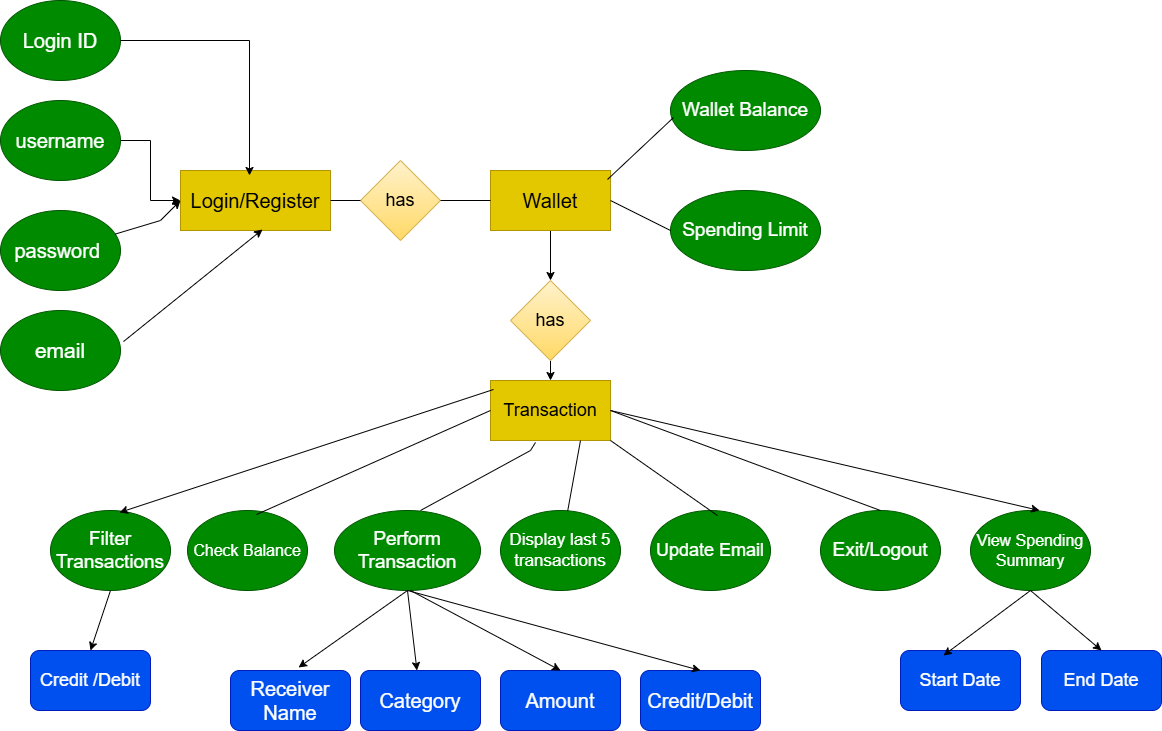 Login ID
username
password
email
Login/Register
has
Wallet
Wallet Balance
Spending Limit
has
Transaction
Filter
Transactions
Check Balance
Perform
Transaction
Display last 5
transactions
Update Email
Exit/Logout
View Spending
Summary
Credit /Debit
Receiver
Name
Category
Amount
Credit/Debit
Start Date
End Date